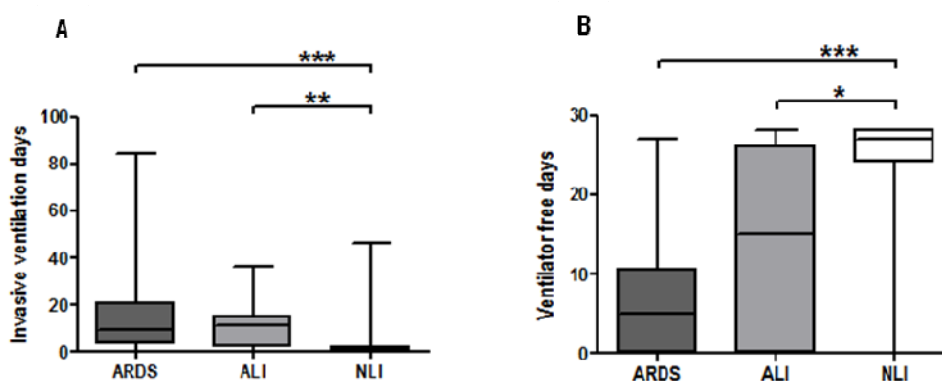 A
***
**
Invasive ventilation days
100
80
60
40
20
0
ARDS ALI NLI
B
***
*
Ventilator free days
30
20
10
0
ARDS ALI NLI